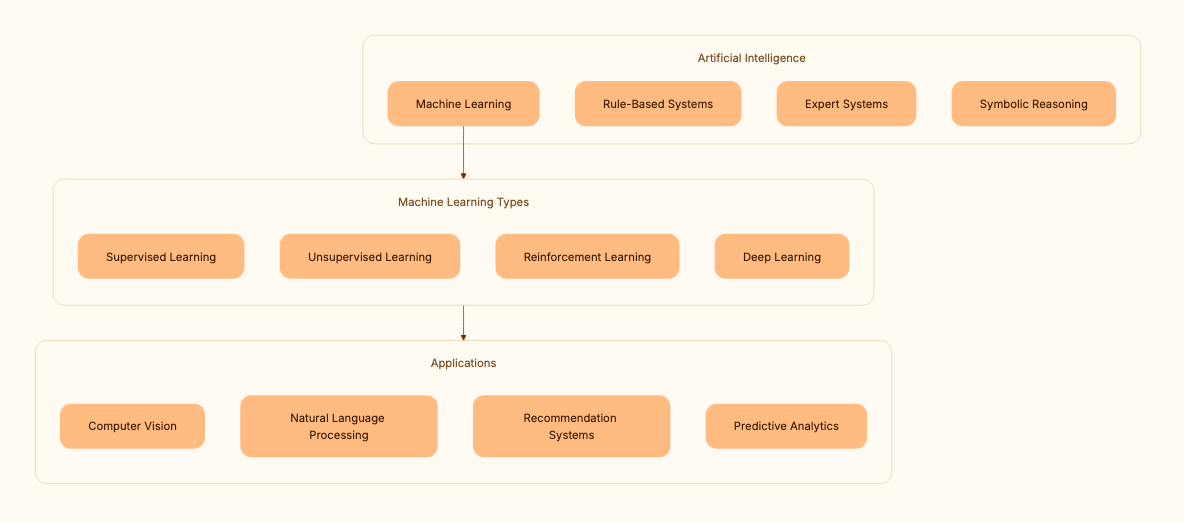 Artificial Intelligence
Machine Learning
Rule-Based Systems
Expert Systems
Symbolic Reasoning
Machine Learning Types
Supervised Learning
Unsupervised Learning
Reinforcement Learning
Deep Learning
Applications
Computer Vision
Natural Language
Processing
Recommendation
Systems
Predictive Analytics